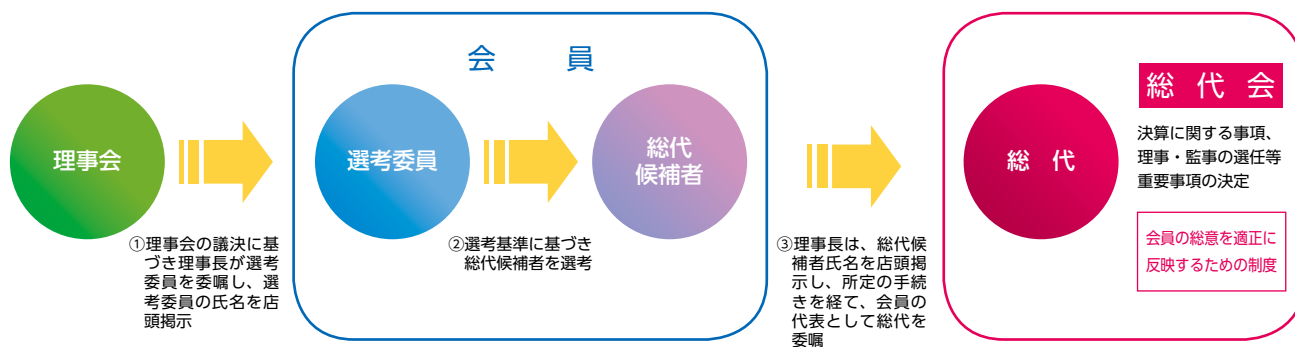 会員
理事会
①理事会の議決に基
づき理事長が選考
委員を委嘱し、選
考委員の氏名を店
頭掲示
選考委員
②選考基準に基づき
総代候補者を選考
総代
候補者
③理事長は、総代候
補者氏名を店頭掲
示し、所定の手続
きを経て、会員の
代表として総代を
委嘱
総代
総代会
決算に関する事項、
理事・監事の選任等
重要事項の決定
会員の総意を適正に
反映するための制度